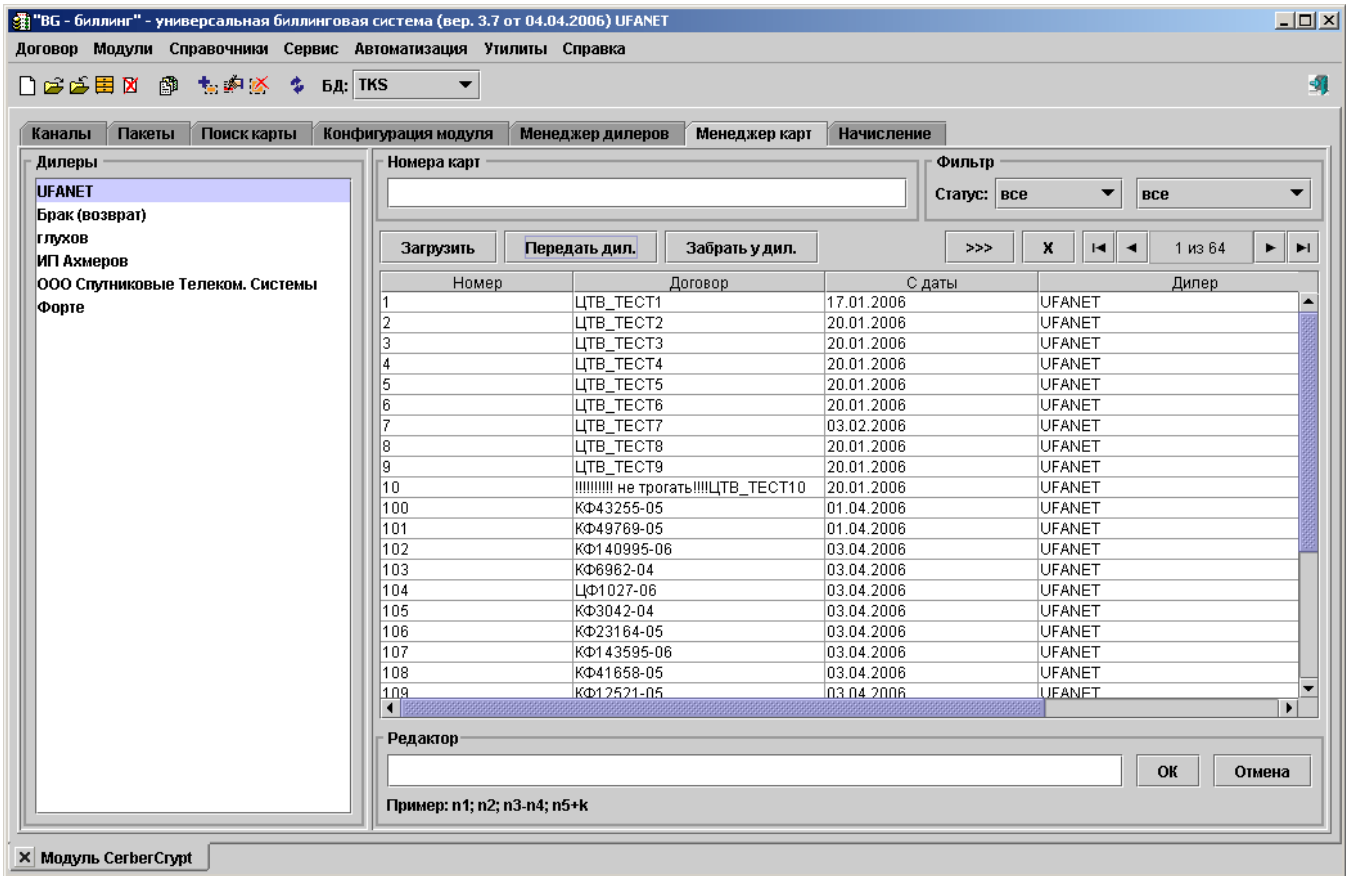 "BG - биллинг" - универсальная биллинговая система (вер. 3.7 от 04.04.2006) UFANET
Договор Модули Справочники Сервис Автоматизация Утилиты Справка
БД: TKS
Каналы Пакеты Поиск карты Конфигурация модуля Менеджер дилеров Менеджер карт Начисление
Дилеры
UFANET
Брак (возврат)
глухов
ИП Ахмеров
ООО Спутниковые Телеком. Системы
Форте
Номера карт
Фильтр
Статус: все все
Загрузить Передать дил. Забрать у дил. >>> X 1 из 64
Номер Договор С даты Дилер
1 ЦТВ_ТЕСТ1 17.01.2006 UFANET
2 ЦТВ_ТЕСТ2 20.01.2006 UFANET
3 ЦТВ_ТЕСТ3 20.01.2006 UFANET
4 ЦТВ_ТЕСТ4 20.01.2006 UFANET
5 ЦТВ_ТЕСТ5 20.01.2006 UFANET
6 ЦТВ_ТЕСТ6 20.01.2006 UFANET
7 ЦТВ_ТЕСТ7 03.02.2006 UFANET
8 ЦТВ_ТЕСТ8 20.01.2006 UFANET
9 ЦТВ_ТЕСТ9 20.01.2006 UFANET
10 !!!!!!!!!! не трогать!!!!ЦТВ_ТЕСТ10 20.01.2006 UFANET
100 КФ43255-05 01.04.2006 UFANET
101 КФ49769-05 01.04.2006 UFANET
102 КФ140995-06 03.04.2006 UFANET
103 КФ6962-04 03.04.2006 UFANET
104 ЦФ1027-06 03.04.2006 UFANET
105 КФ3042-04 03.04.2006 UFANET
106 КФ23164-05 03.04.2006 UFANET
107 КФ143595-06 03.04.2006 UFANET
108 КФ41658-05 03.04.2006 UFANET
109 КФ12521-05 03.04.2006 UFANET
Редактор
ОК Отмена
Пример: n1; n2; n3-n4; n5+k
Модуль CerberCrypt